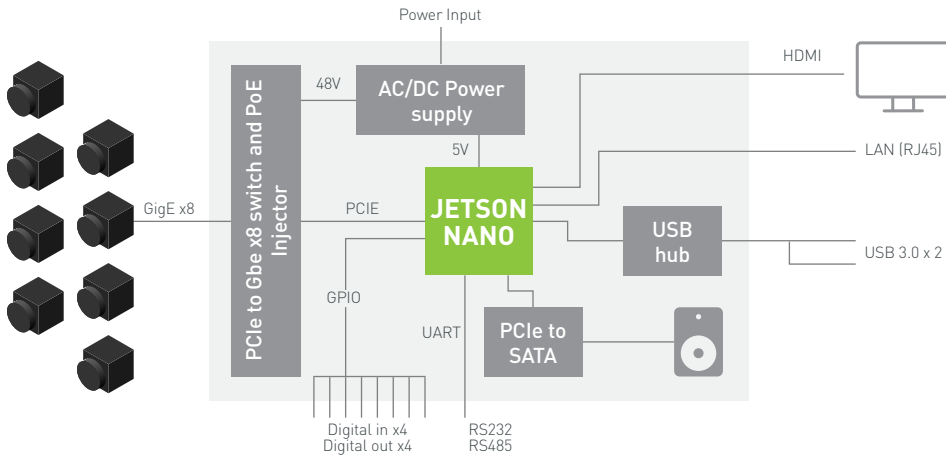 Power Input
HDMI
48V
AC/DC Power
supply
5V
LAN (RJ45)
PCIe to Gbe x8 switch and PoE
Injector
GigE x8
PCIE
JETSON
NANO
USB
hub
USB 3.0 x 2
GPIO
UART
PCIe to
SATA
Digital in x4
Digital out x4
RS232
RS485